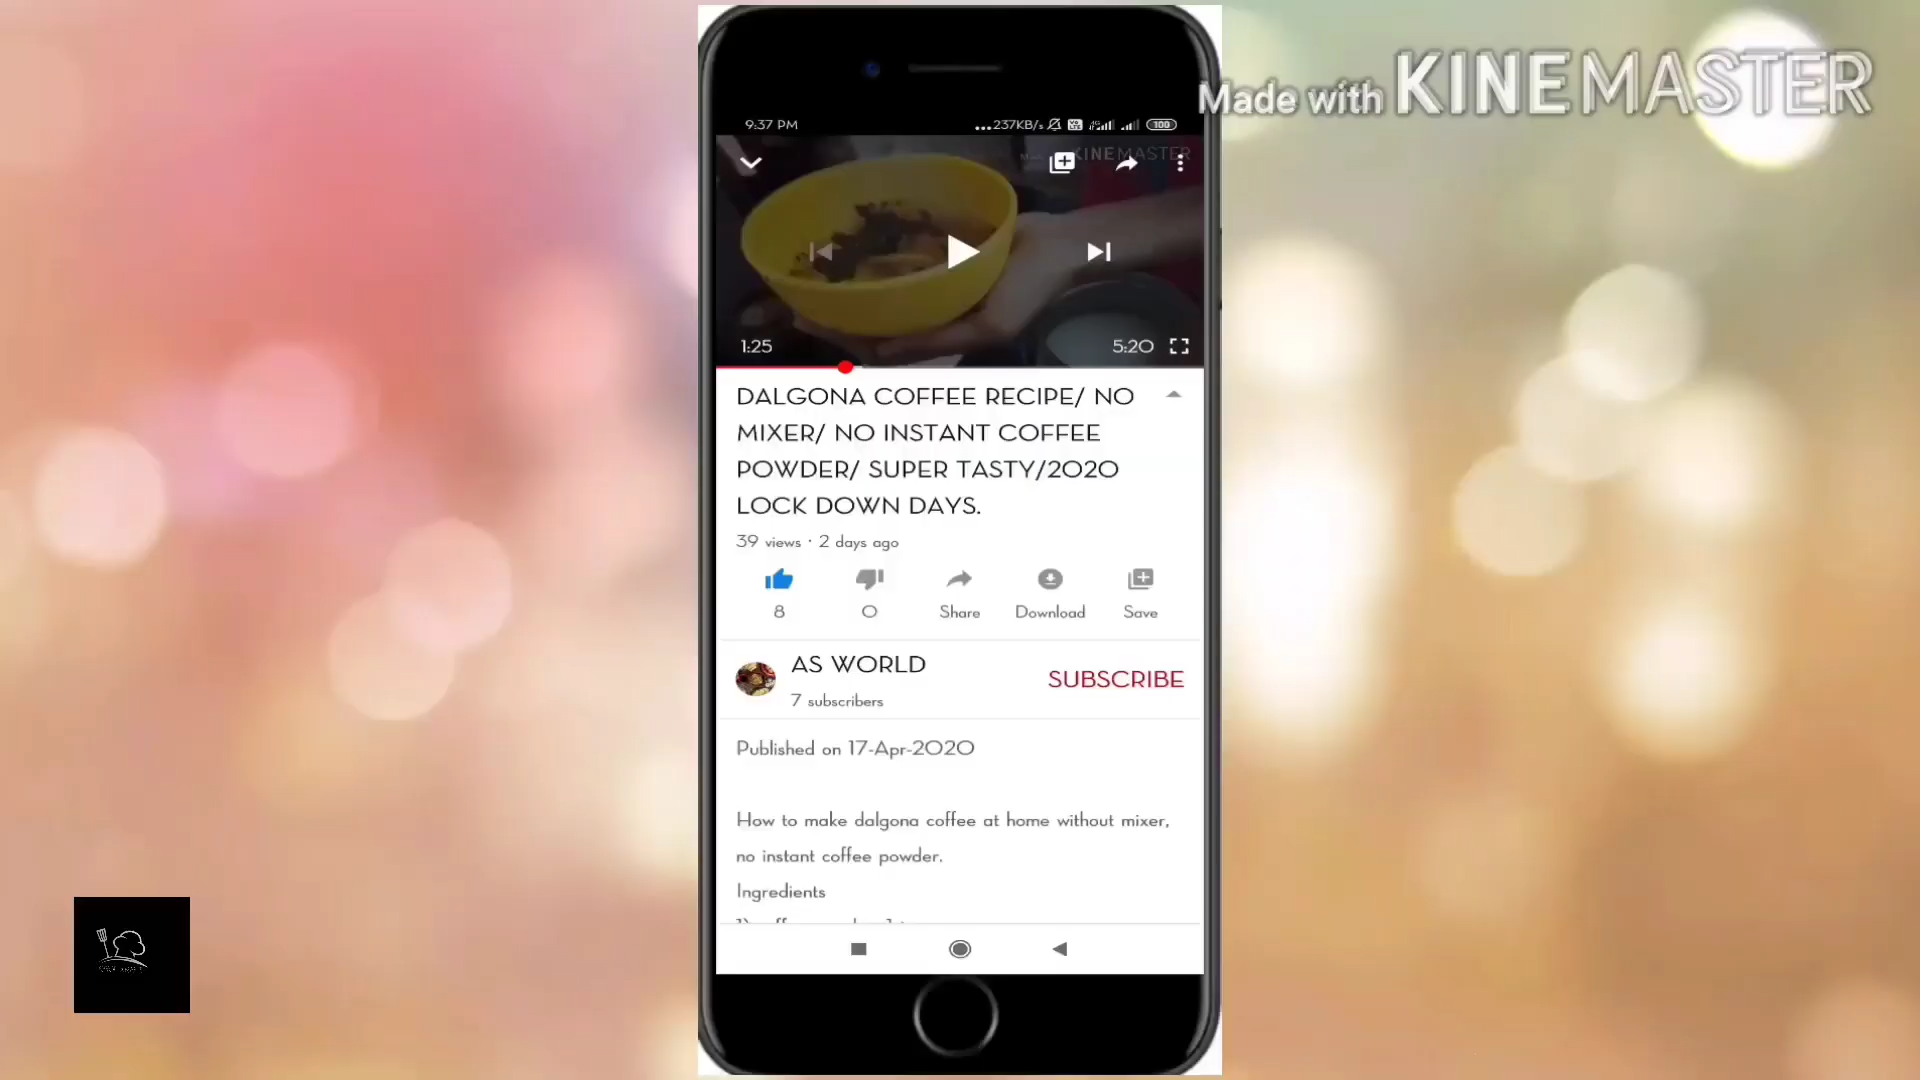 Made with KINEMASTER
9:37 PM
...237KB/s
100
KINEMASTER
1:25
5:20
DALGONA COFFEE RECIPE/ NO
MIXER/ NO INSTANT COFFEE
POWDER/ SUPER TASTY/2020
LOCK DOWN DAYS.
39 views · 2 days ago
8
0
Share
Download
Save
AS WORLD
7 subscribers
SUBSCRIBE
Published on 17-Apr-2020
How to make dalgona coffee at home without mixer,
no instant coffee powder.
Ingredients